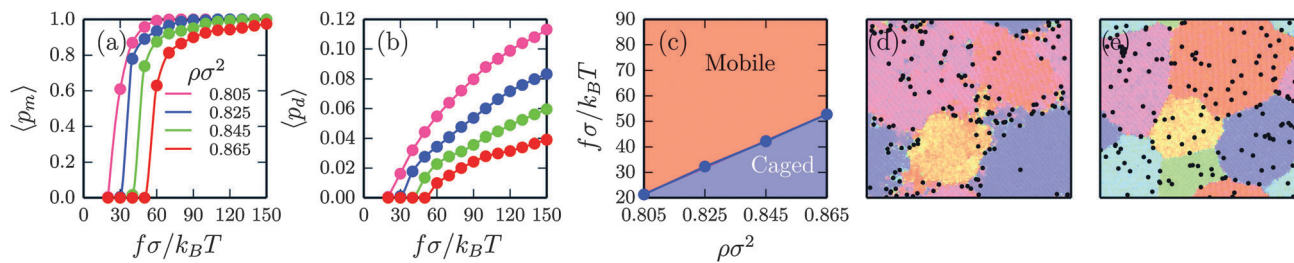 (a)
⟨p_m⟩
1.0
0.8
0.6
0.4
0.2
0.0
ρσ²
0.805
0.825
0.845
0.865
0 30 60 90 120 150
fσ/k_BT
(b)
⟨p_d⟩
0.12
0.10
0.08
0.06
0.04
0.02
0.00
0 30 60 90 120 150
fσ/k_BT
(c)
fσ/k_BT
90
80
70
60
50
40
30
20
Mobile
Caged
0.805 0.825 0.845 0.865
ρσ²
(d)
(e)